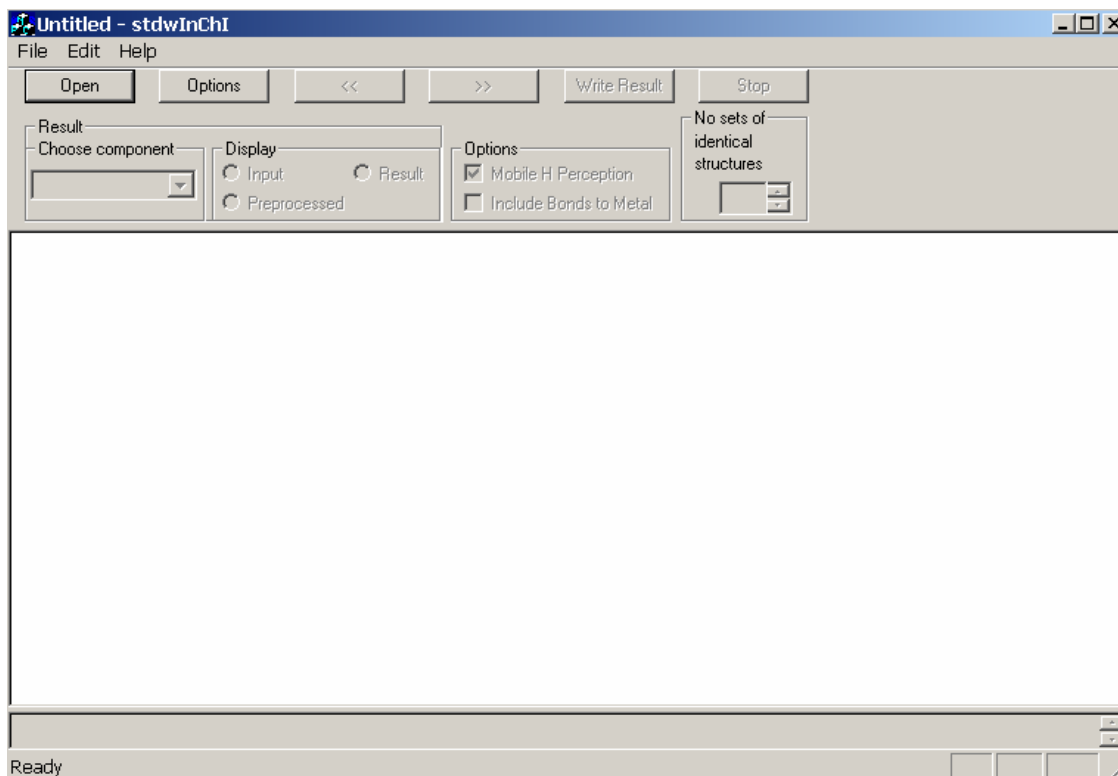 Untitled - stdwInChI
File Edit Help
Open Options << >> Write Result Stop
Result
Choose component
Display
Input Result
Preprocessed
Options
Mobile H Perception
Include Bonds to Metal
No sets of
identical
structures
Ready